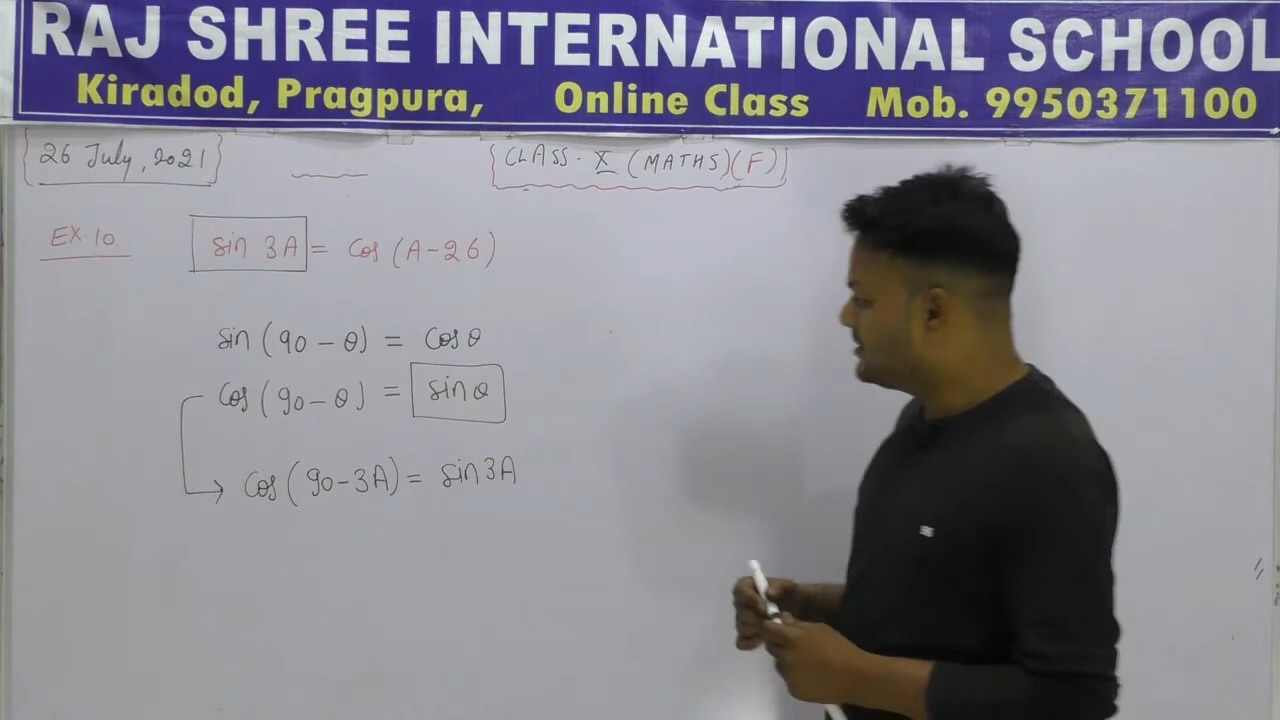 RAJ SHREE INTERNATIONAL SCHOOL
Kiradod, Pragpura, Online Class Mob. 9950371100
26 July, 2021
CLASS - X (MATHS)(F)
EX. 10 sin 3A = cos (A-26)
sin (90 - θ) = cos θ
cos (90 - θ) = sin θ
cos (90 - 3A) = sin 3A